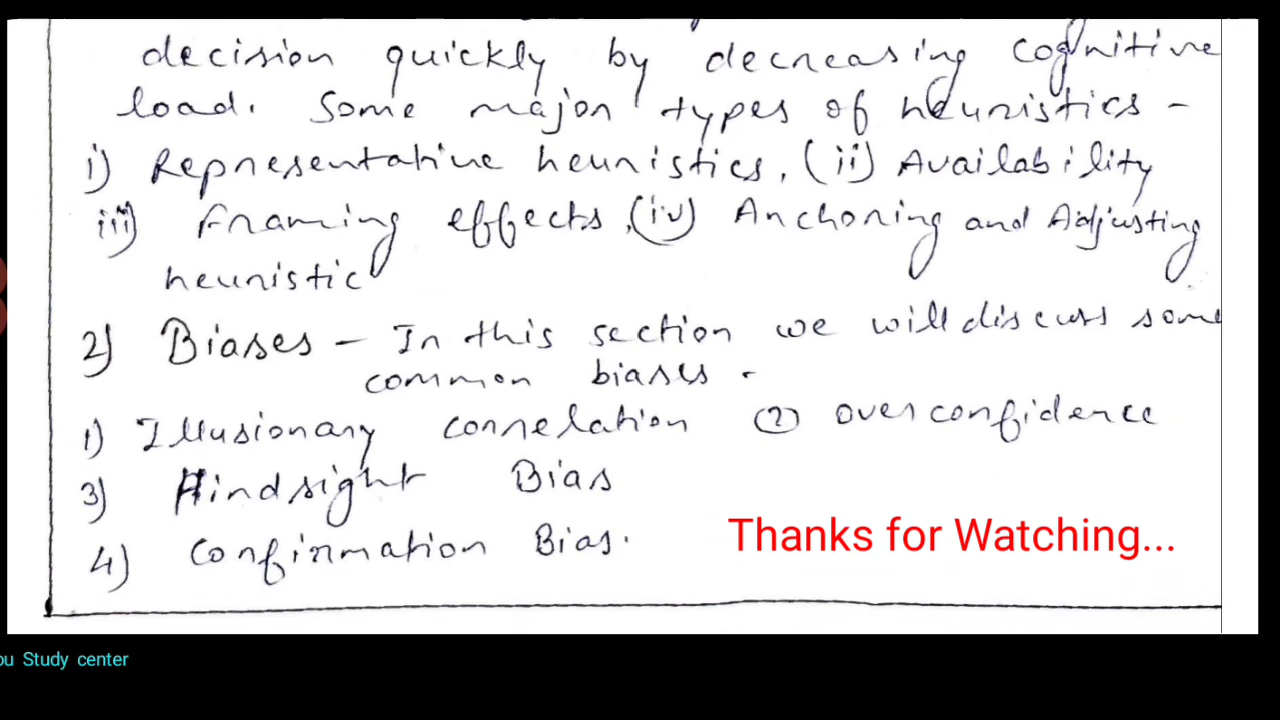 decision quickly by decreasing cognitive
load. Some major types of heuristics -
i) Representative heuristics, (ii) Availability
iii) Framing effects, (iv) Anchoring and Adjusting
heuristic
2) Biases - In this section we will discuss some
common biases.
1) Illusionary correlation (2) overconfidence
3) Hindsight Bias
4) Confirmation Bias.
Thanks for Watching...
ou Study center